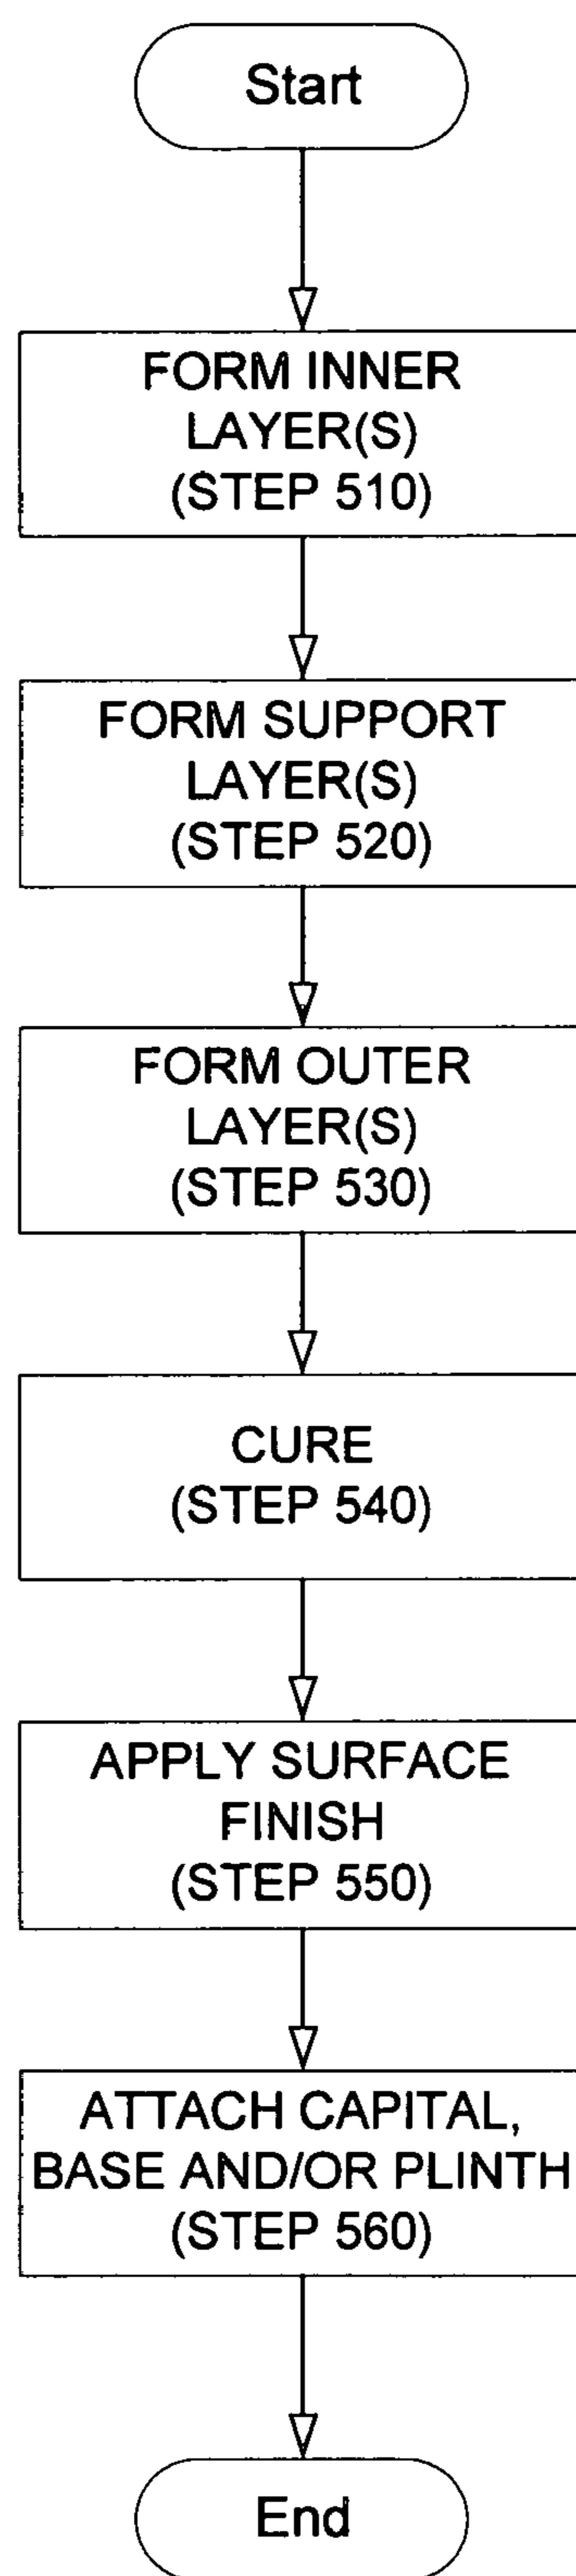 Start
FORM INNER
LAYER(S)
(STEP 510)
FORM SUPPORT
LAYER(S)
(STEP 520)
FORM OUTER
LAYER(S)
(STEP 530)
CURE
(STEP 540)
APPLY SURFACE
FINISH
(STEP 550)
ATTACH CAPITAL,
BASE AND/OR PLINTH
(STEP 560)
End